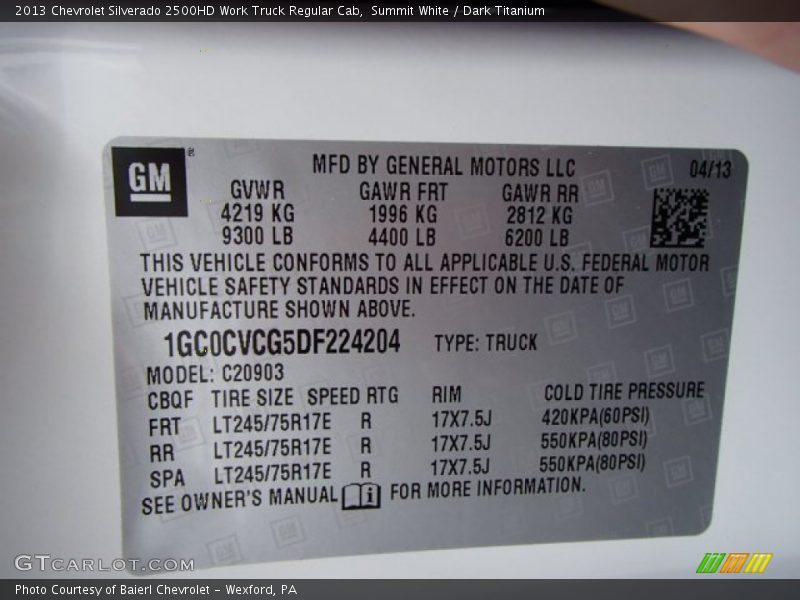 2013 Chevrolet Silverado 2500HD Work Truck Regular Cab, Summit White / Dark Titanium
GM ®
MFD BY GENERAL MOTORS LLC 04/13
GVWR GAWR FRT GAWR RR
4219 KG 1996 KG 2812 KG
9300 LB 4400 LB 6200 LB
THIS VEHICLE CONFORMS TO ALL APPLICABLE U.S. FEDERAL MOTOR
VEHICLE SAFETY STANDARDS IN EFFECT ON THE DATE OF
MANUFACTURE SHOWN ABOVE.
1GC0CVCG5DF224204 TYPE: TRUCK
MODEL: C20903
CBQF TIRE SIZE SPEED RTG RIM COLD TIRE PRESSURE
FRT LT245/75R17E R 17X7.5J 420KPA(60PSI)
RR LT245/75R17E R 17X7.5J 550KPA(80PSI)
SPA LT245/75R17E R 17X7.5J 550KPA(80PSI)
SEE OWNER'S MANUAL i FOR MORE INFORMATION.
GTcarlot.com
Photo Courtesy of Baierl Chevrolet - Wexford, PA